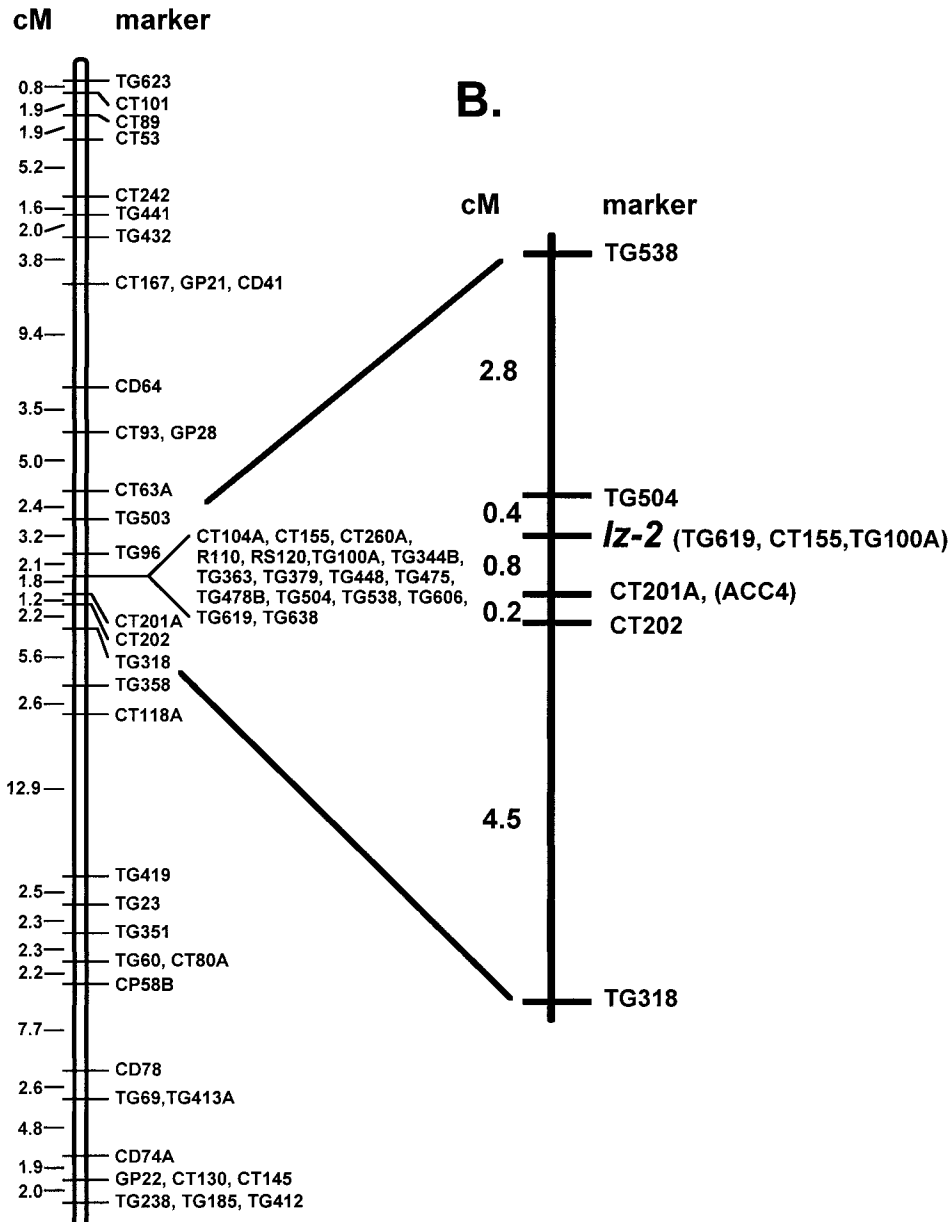 cM marker
0.8 TG623
1.9 CT101
1.9 CT89
CT53
5.2
CT242
1.6 TG441
2.0 TG432
3.8
CT167, GP21, CD41
9.4
CD64
3.5
CT93, GP28
5.0
CT63A
2.4
TG503
3.2
TG96
2.1
1.8
1.2
2.2
CT201A
CT202
5.6 TG318
TG358
2.6
CT118A
12.9
TG419
2.5
TG23
2.3
TG351
2.3
TG60, CT80A
2.2
CP58B
7.7
CD78
2.6
TG69,TG413A
4.8
CD74A
1.9
GP22, CT130, CT145
2.0
TG238, TG185, TG412
CT104A, CT155, CT260A,
R110, RS120,TG100A, TG344B,
TG363, TG379, TG448, TG475,
TG478B, TG504, TG538, TG606,
TG619, TG638
B.
cM marker
TG538
2.8
TG504
0.4
Iz-2 (TG619, CT155,TG100A)
0.8
CT201A, (ACC4)
0.2
CT202
4.5
TG318